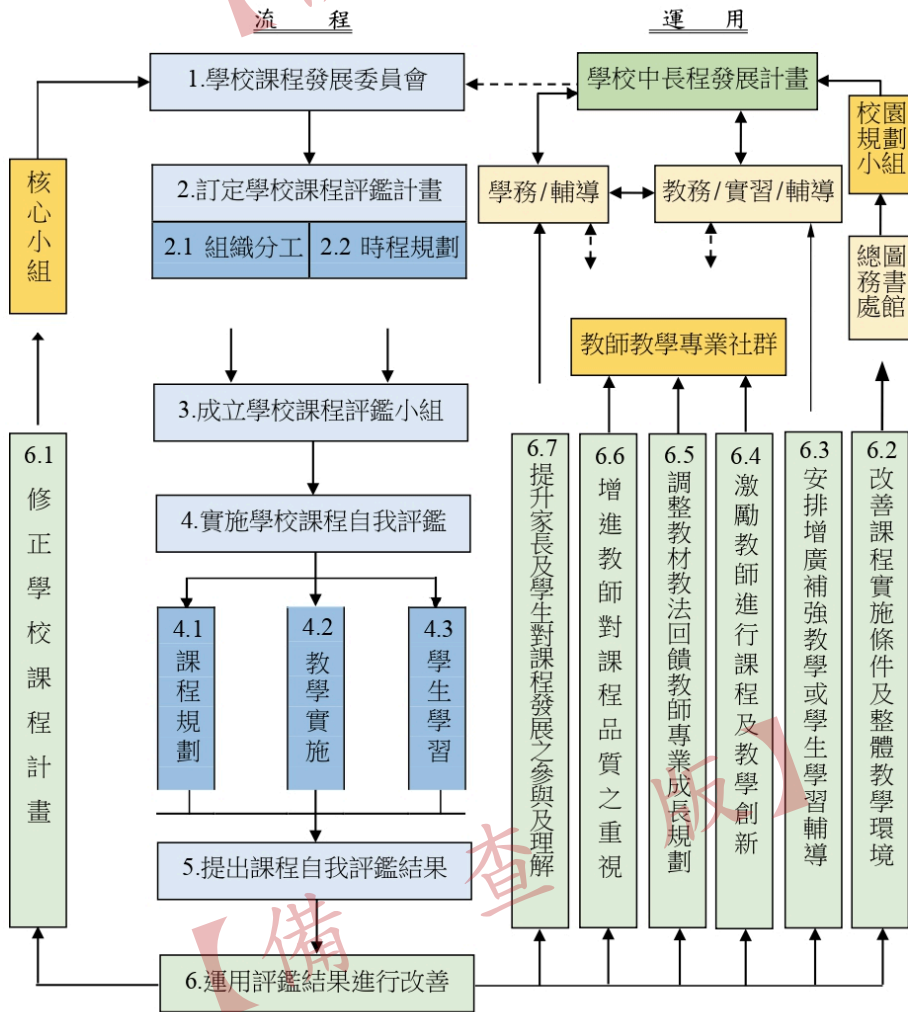 流 程
運 用
1.學校課程發展委員會
學校中長程發展計畫
校園規劃小組
核心小組
2.訂定學校課程評鑑計畫
2.1 組織分工
2.2 時程規劃
學務/輔導
教務/實習/輔導
總務處
圖書館
教師教學專業社群
3.成立學校課程評鑑小組
4.實施學校課程自我評鑑
4.1 課程規劃
4.2 教學實施
4.3 學生學習
5.提出課程自我評鑑結果
6.運用評鑑結果進行改善
6.1 修正學校課程計畫
6.7 提升家長及學生對課程發展之參與及理解
6.6 增進教師對課程品質之重視
6.5 調整教材教法回饋教師專業成長規劃
6.4 激勵教師進行課程及教學創新
6.3 安排增廣補強教學或學生學習輔導
6.2 改善課程實施條件及整體教學環境
【備查版】